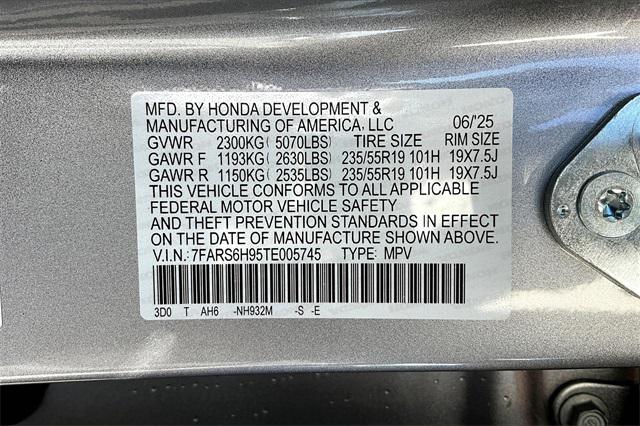 MFD. BY HONDA DEVELOPMENT &
MANUFACTURING OF AMERICA, LLC 06/'25
GVWR 2300KG( 5070LBS) TIRE SIZE RIM SIZE
GAWR F 1193KG( 2630LBS) 235/55R19 101H 19X7.5J
GAWR R 1150KG( 2535LBS) 235/55R19 101H 19X7.5J
THIS VEHICLE CONFORMS TO ALL APPLICABLE
FEDERAL MOTOR VEHICLE SAFETY
AND THEFT PREVENTION STANDARDS IN EFFECT
ON THE DATE OF MANUFACTURE SHOWN ABOVE.
V.I.N.: 7FARS6H95TE005745 TYPE: MPV
3D0 T AH6 -NH932M -S -E